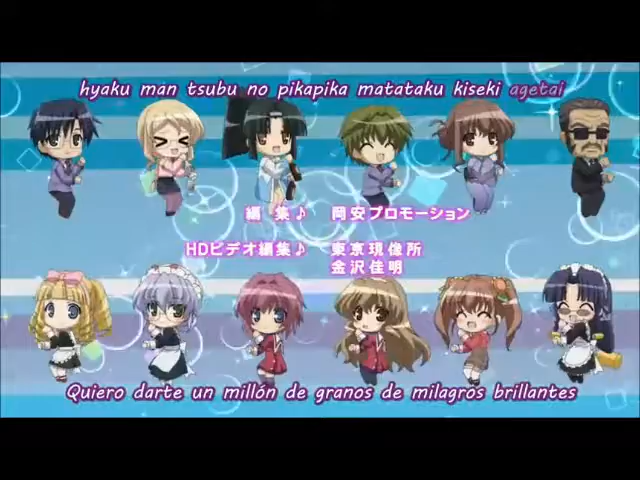 hyaku man tsubu no pikapika matataku kiseki agetai
編 集♪ 岡安プロモーション
HDビデオ編集♪ 東京現像所
金沢佳明
Quiero darte un millón de granos de milagros brillantes